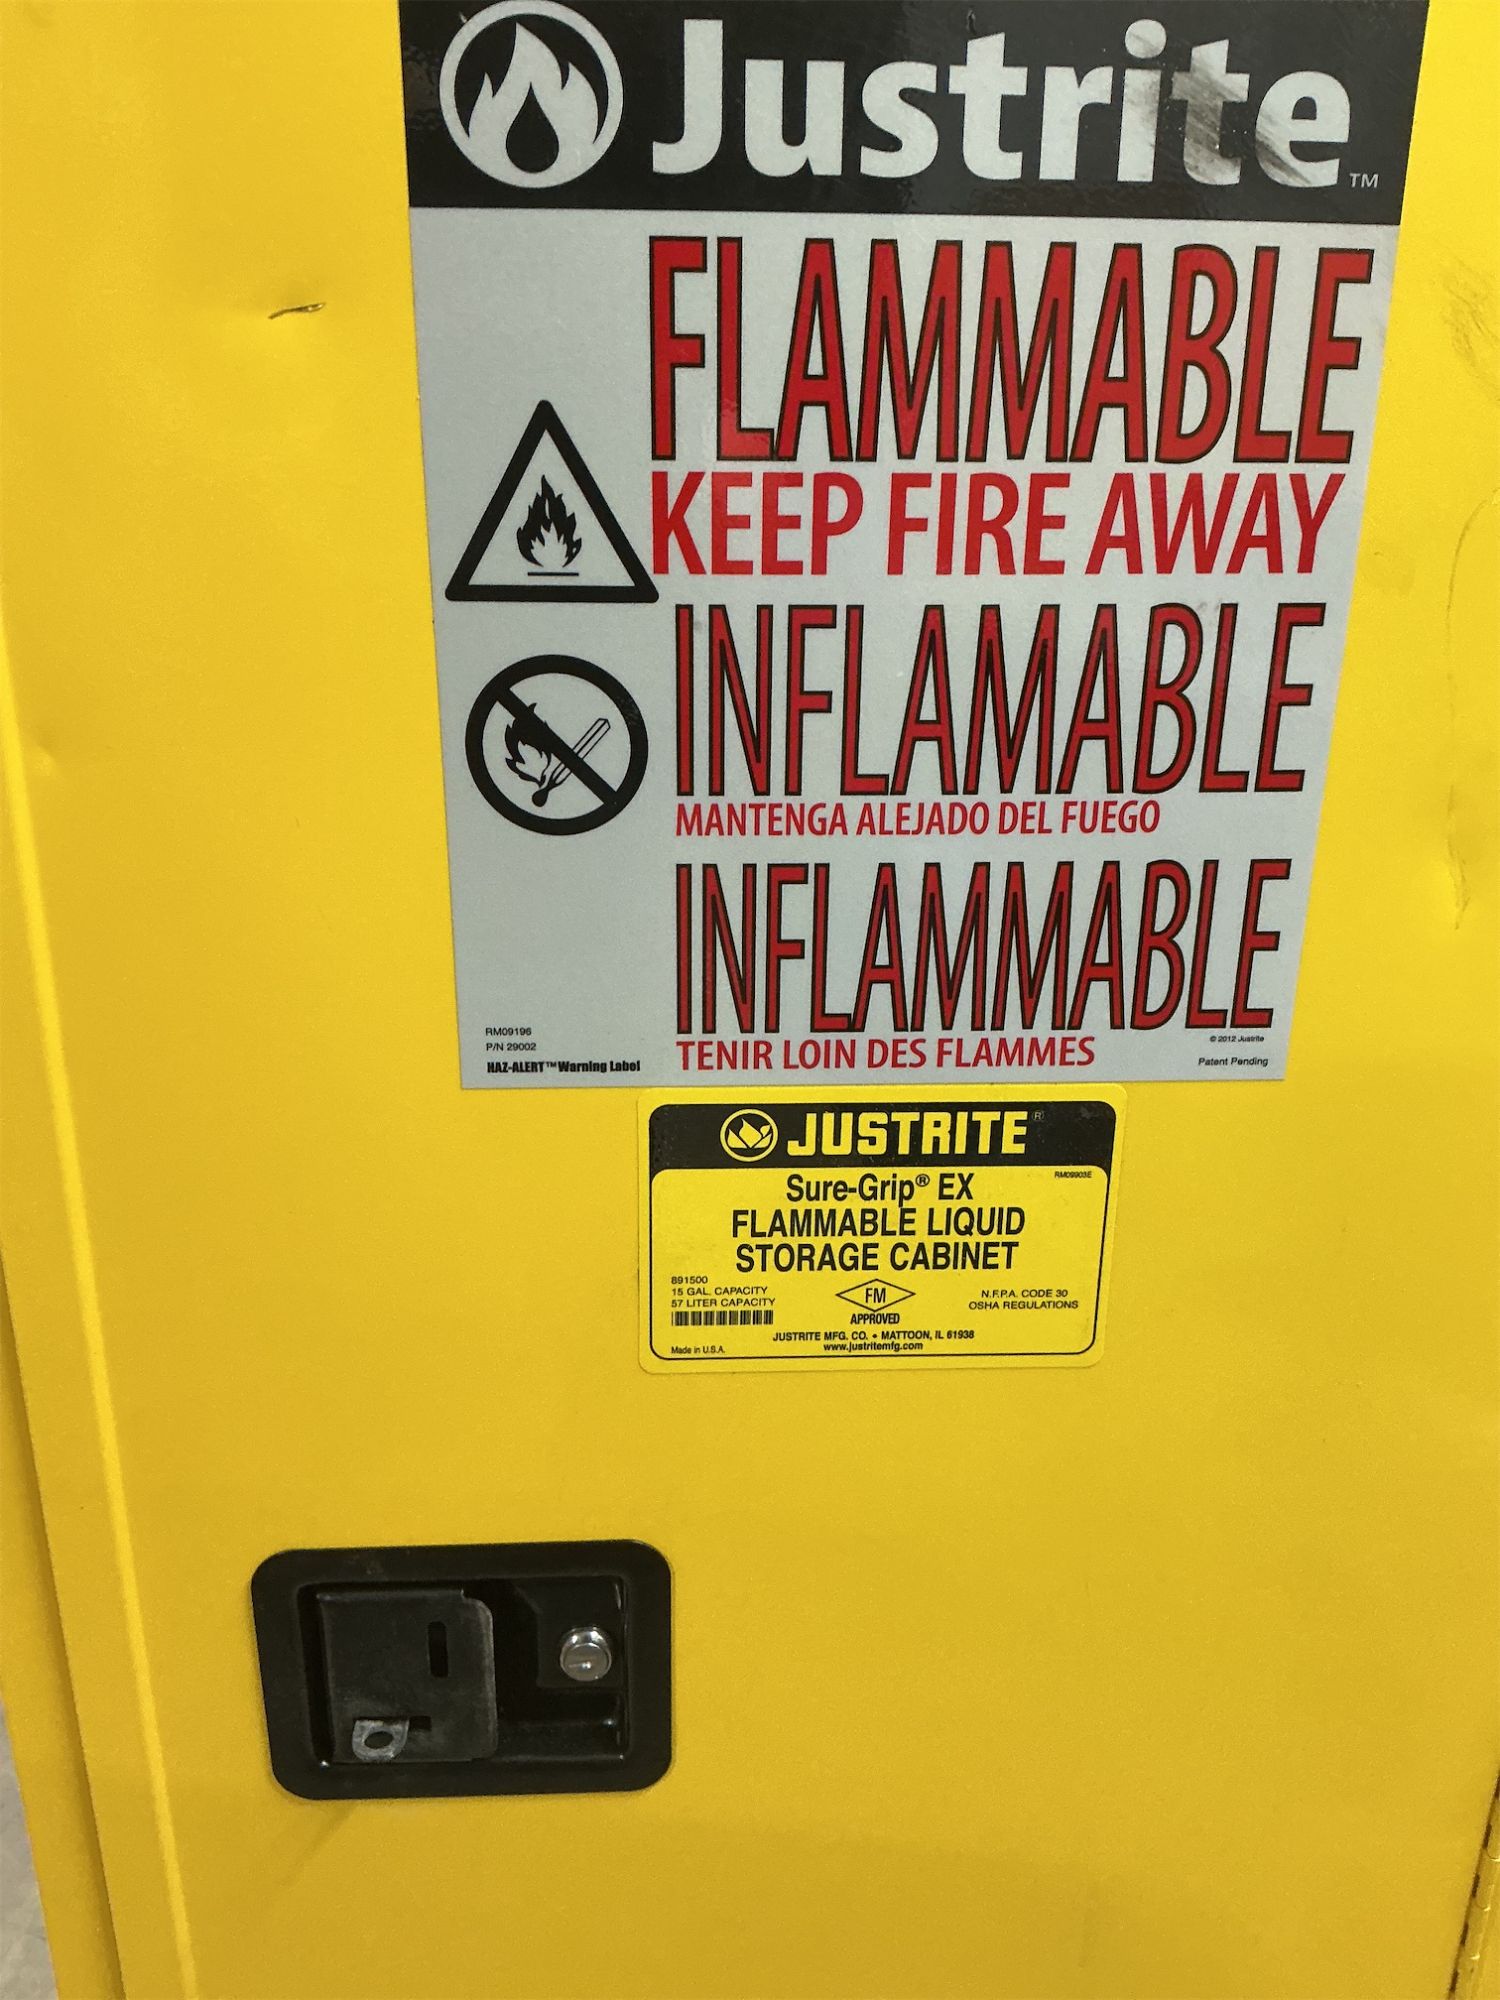 Justrite™
FLAMMABLE
KEEP FIRE AWAY
INFLAMABLE
MANTENGA ALEJADO DEL FUEGO
INFLAMMABLE
TENIR LOIN DES FLAMMES
RM09196
P/N 29002
HAZ-ALERT™ Warning Label
© 2012 Justrite
Patent Pending
JUSTRITE®
RM09903E
Sure-Grip® EX
FLAMMABLE LIQUID
STORAGE CABINET
891500
15 GAL. CAPACITY
57 LITER CAPACITY
FM
APPROVED
N.F.P.A. CODE 30
OSHA REGULATIONS
JUSTRITE MFG. CO. • MATTOON, IL 61938
www.justritemfg.com
Made in U.S.A.